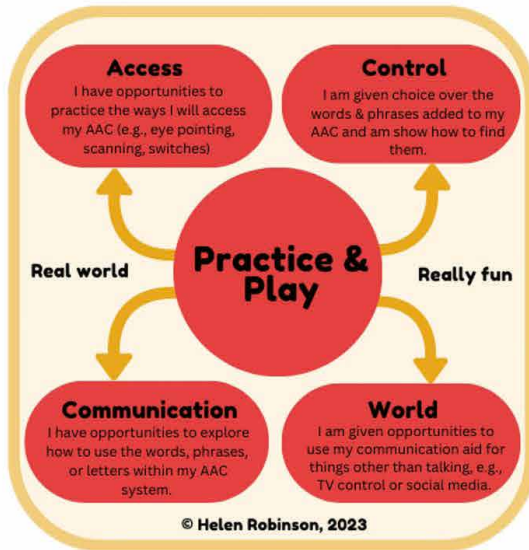 Access
I have opportunities to
practice the ways I will access
my AAC (e.g., eye pointing,
scanning, switches)
Control
I am given choice over the
words & phrases added to my
AAC and am show how to find
them.
Real world
Practice &
Play
Really fun
Communication
I have opportunities to explore
how to use the words, phrases,
or letters within my AAC
system.
World
I am given opportunities to
use my communication aid for
things other than talking, e.g.,
TV control or social media.
© Helen Robinson, 2023